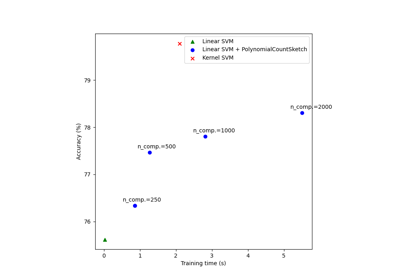 Linear SVM
Linear SVM + PolynomialCountSketch
Kernel SVM
79
n_comp.=2000
78
n_comp.=1000
n_comp.=500
77
n_comp.=250
76
Accuracy (%)
0 1 2 3 4 5
Training time (s)